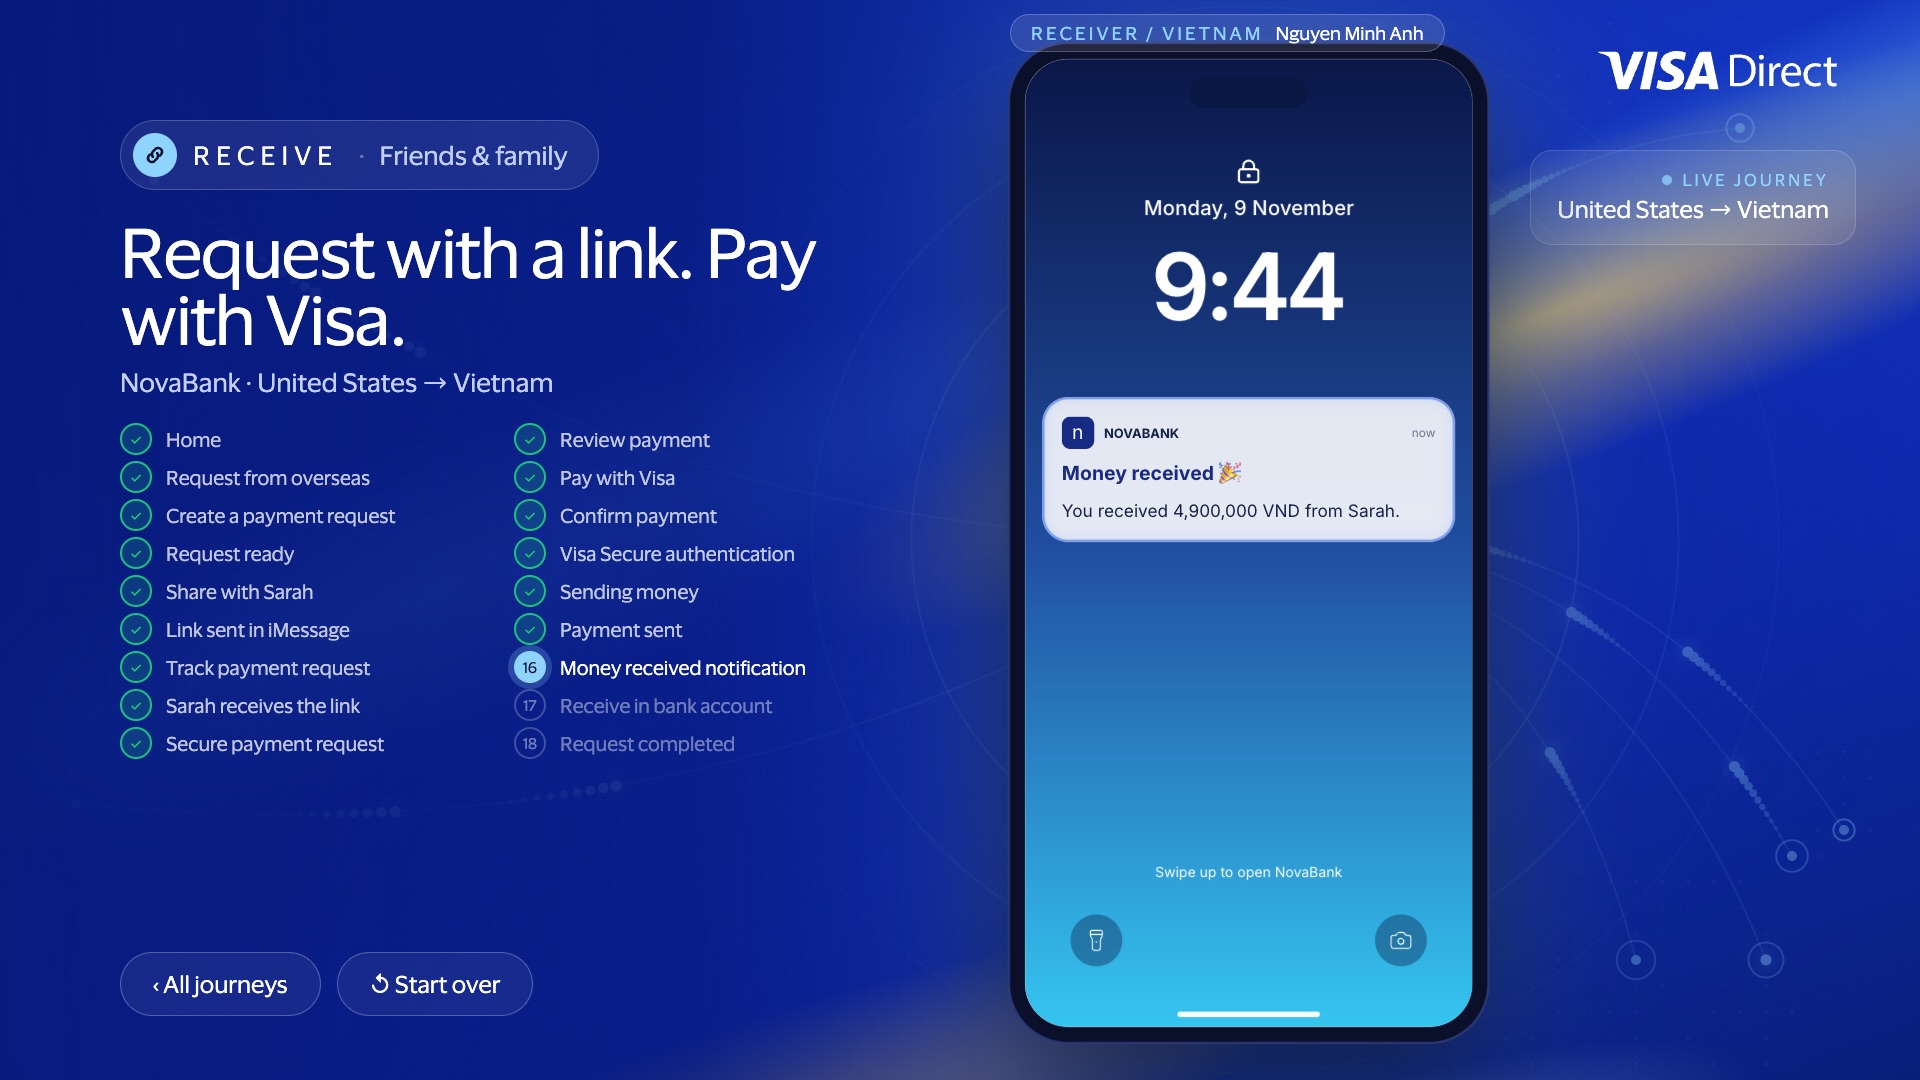 RECEIVER / VIETNAM Nguyen Minh Anh
VISA Direct
RECEIVE · Friends & family
LIVE JOURNEY
United States → Vietnam
Request with a link. Pay
with Visa.
NovaBank · United States → Vietnam
Home
Request from overseas
Create a payment request
Request ready
Share with Sarah
Link sent in iMessage
Track payment request
Sarah receives the link
Secure payment request
Review payment
Pay with Visa
Confirm payment
Visa Secure authentication
Sending money
Payment sent
16 Money received notification
17 Receive in bank account
18 Request completed
Monday, 9 November
9:44
n NOVABANK now
Money received 🎉
You received 4,900,000 VND from Sarah.
Swipe up to open NovaBank
‹ All journeys
Start over